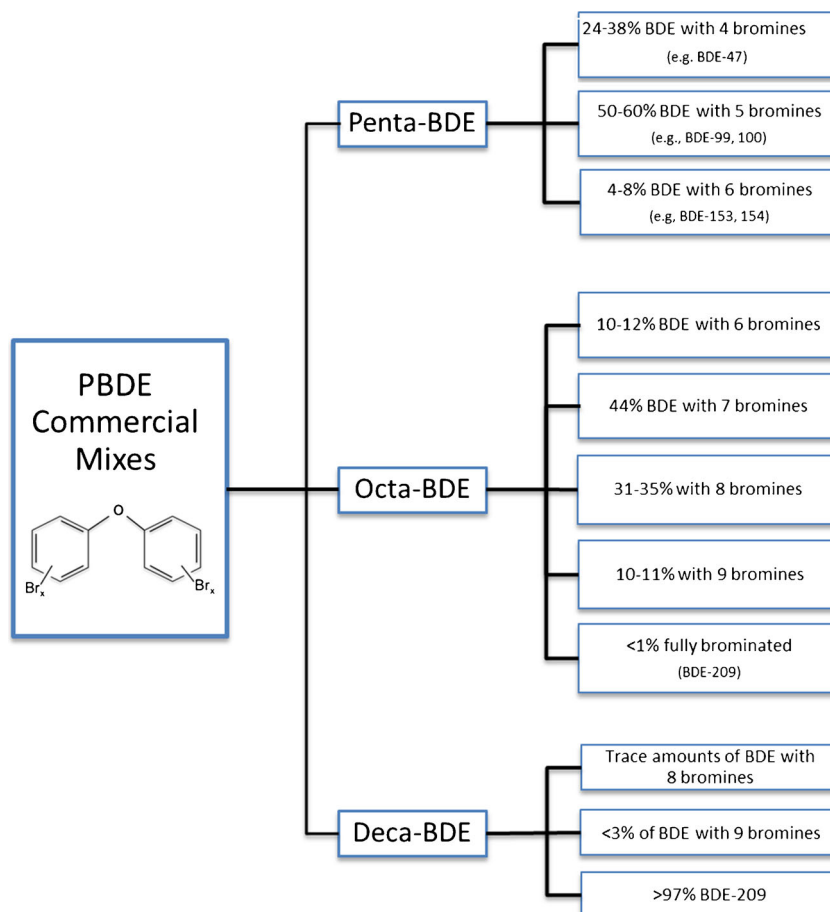 PBDE
Commercial
Mixes
O
Brx
Brx
Penta-BDE
24-38% BDE with 4 bromines
(e.g. BDE-47)
50-60% BDE with 5 bromines
(e.g., BDE-99, 100)
4-8% BDE with 6 bromines
(e.g, BDE-153, 154)
Octa-BDE
10-12% BDE with 6 bromines
44% BDE with 7 bromines
31-35% with 8 bromines
10-11% with 9 bromines
<1% fully brominated
(BDE-209)
Deca-BDE
Trace amounts of BDE with
8 bromines
<3% of BDE with 9 bromines
>97% BDE-209